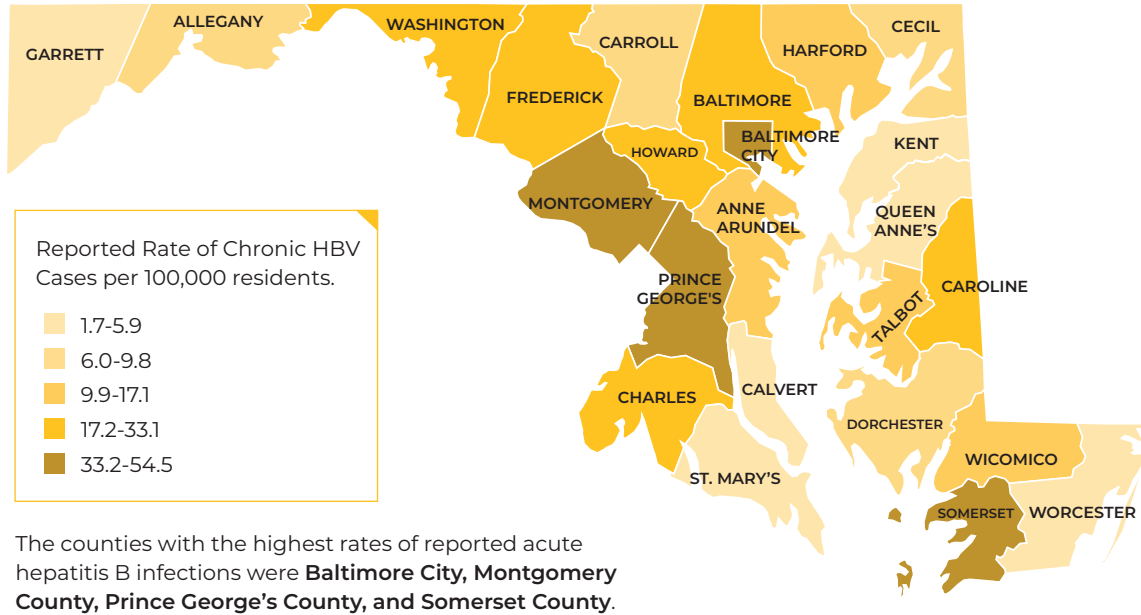 ALLEGANY
WASHINGTON
CECIL
GARRETT
CARROLL
HARFORD
FREDERICK
BALTIMORE
BALTIMORE
CITY
HOWARD
KENT
MONTGOMERY
ANNE
ARUNDEL
QUEEN
ANNE'S
PRINCE
GEORGE'S
CAROLINE
TALBOT
CHARLES
CALVERT
DORCHESTER
WICOMICO
ST. MARY'S
SOMERSET
WORCESTER
Reported Rate of Chronic HBV
Cases per 100,000 residents.
1.7-5.9
6.0-9.8
9.9-17.1
17.2-33.1
33.2-54.5
The counties with the highest rates of reported acute
hepatitis B infections were Baltimore City, Montgomery
County, Prince George's County, and Somerset County.